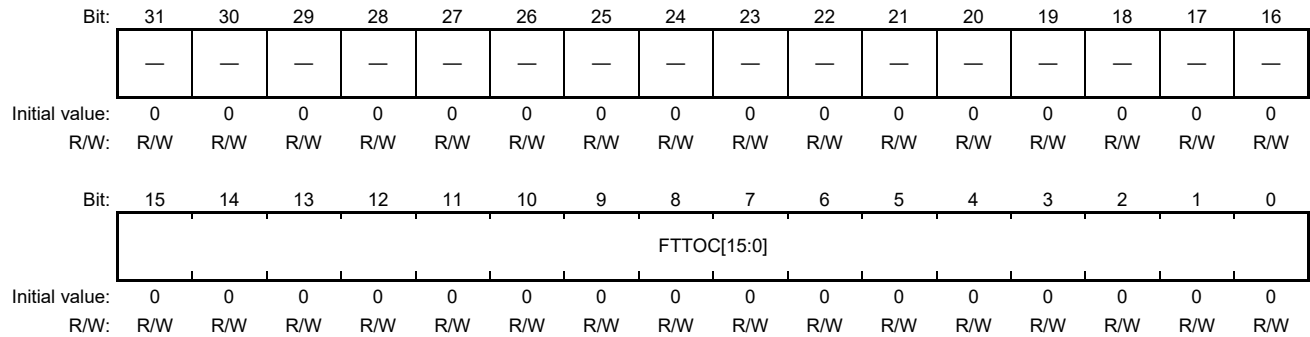 Bit: 31 30 29 28 27 26 25 24 23 22 21 20 19 18 17 16
— — — — — — — — — — — — — — — —
Initial value: 0 0 0 0 0 0 0 0 0 0 0 0 0 0 0 0
R/W: R/W R/W R/W R/W R/W R/W R/W R/W R/W R/W R/W R/W R/W R/W R/W R/W
Bit: 15 14 13 12 11 10 9 8 7 6 5 4 3 2 1 0
FTTOC[15:0]
Initial value: 0 0 0 0 0 0 0 0 0 0 0 0 0 0 0 0
R/W: R/W R/W R/W R/W R/W R/W R/W R/W R/W R/W R/W R/W R/W R/W R/W R/W